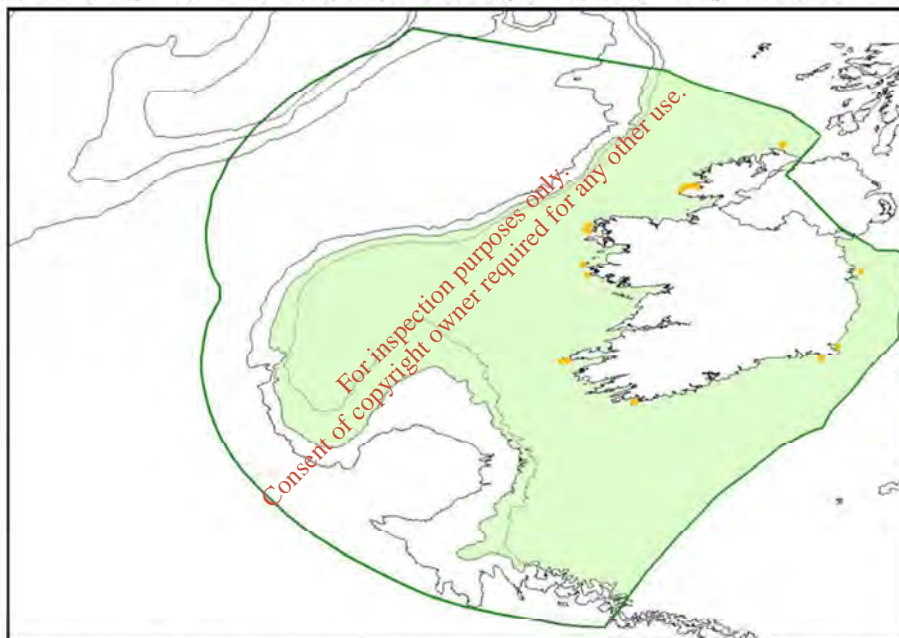 For inspection purposes only.
Consent of copyright owner required for any other use.